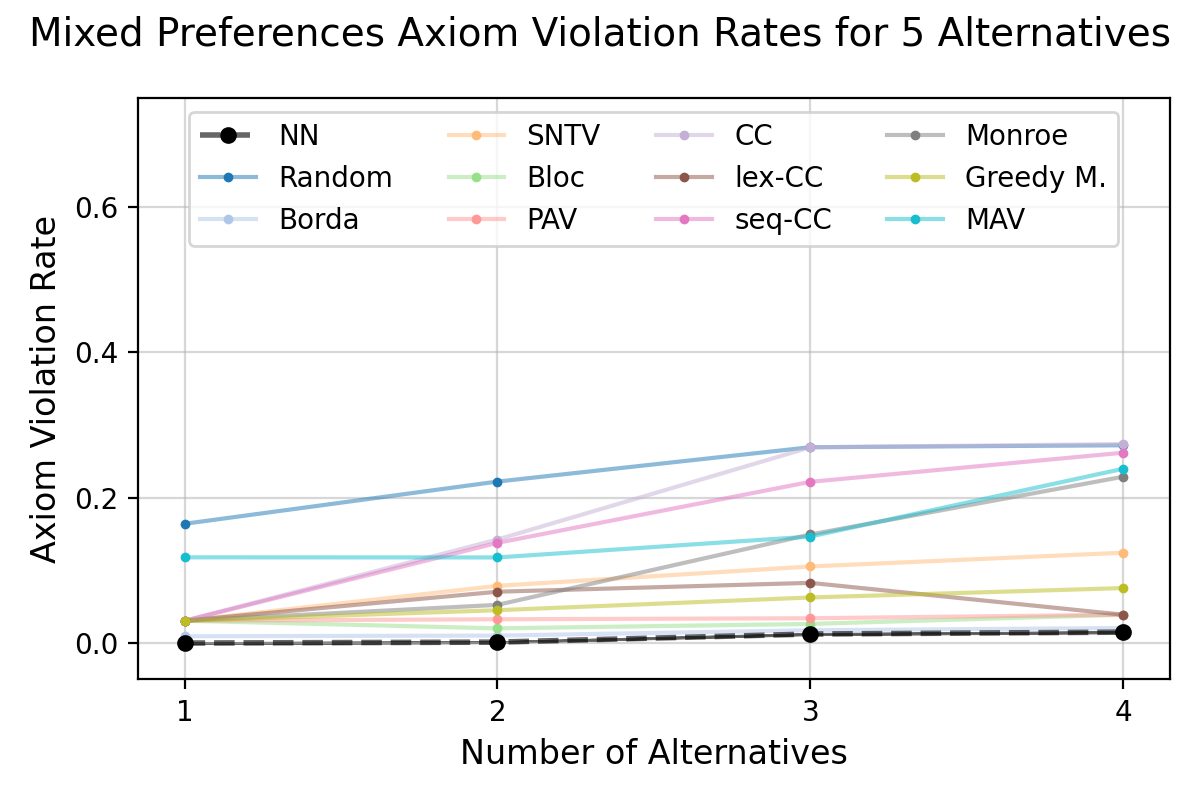 Mixed Preferences Axiom Violation Rates for 5 Alternatives
NN
Random
Borda
SNTV
Bloc
PAV
CC
lex-CC
seq-CC
Monroe
Greedy M.
MAV
Axiom Violation Rate
0.6
0.4
0.2
0.0
1
2
3
4
Number of Alternatives